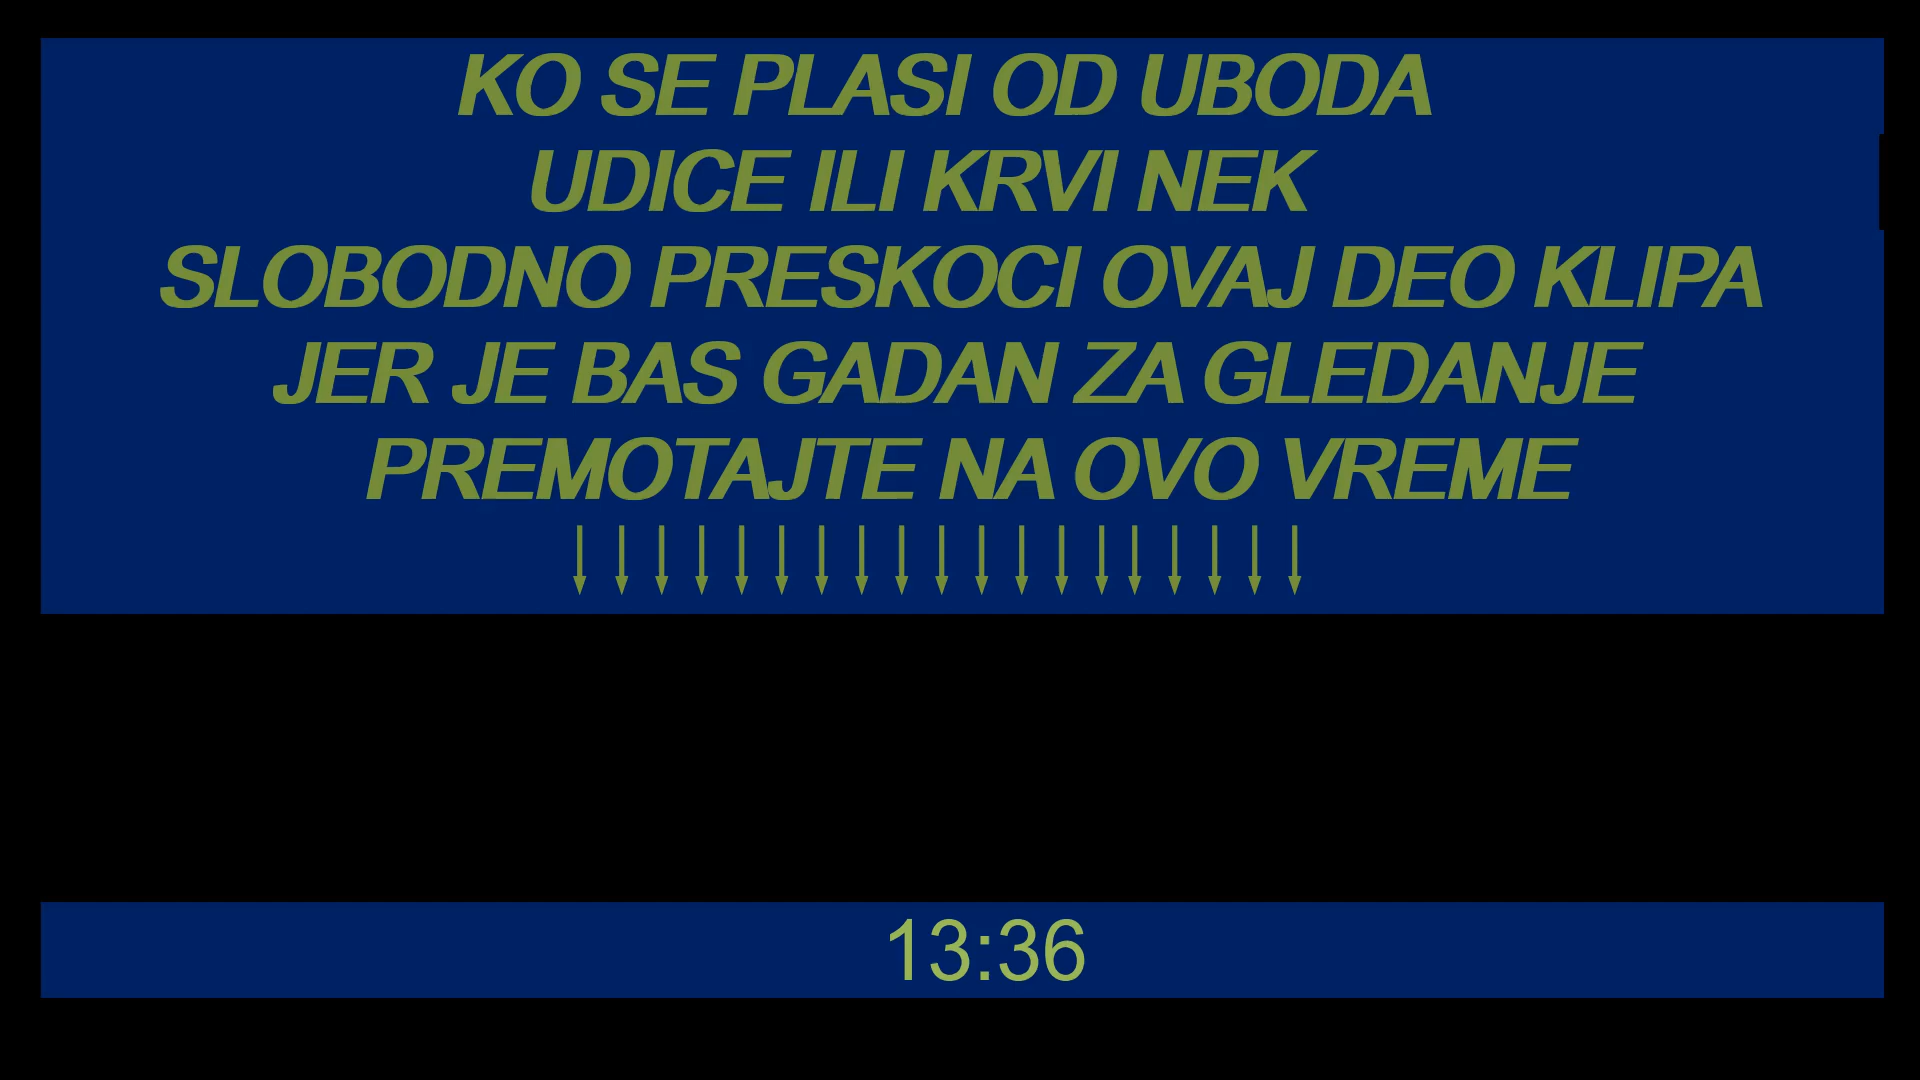 KO SE PLASI OD UBODA
UDICE ILI KRVI NEK
SLOBODNO PRESKOCI OVAJ DEO KLIPA
JER JE BAS GADAN ZA GLEDANJE
PREMOTAJTE NA OVO VREME
↓↓↓↓↓↓↓↓↓↓↓↓↓↓↓↓↓↓↓
13:36